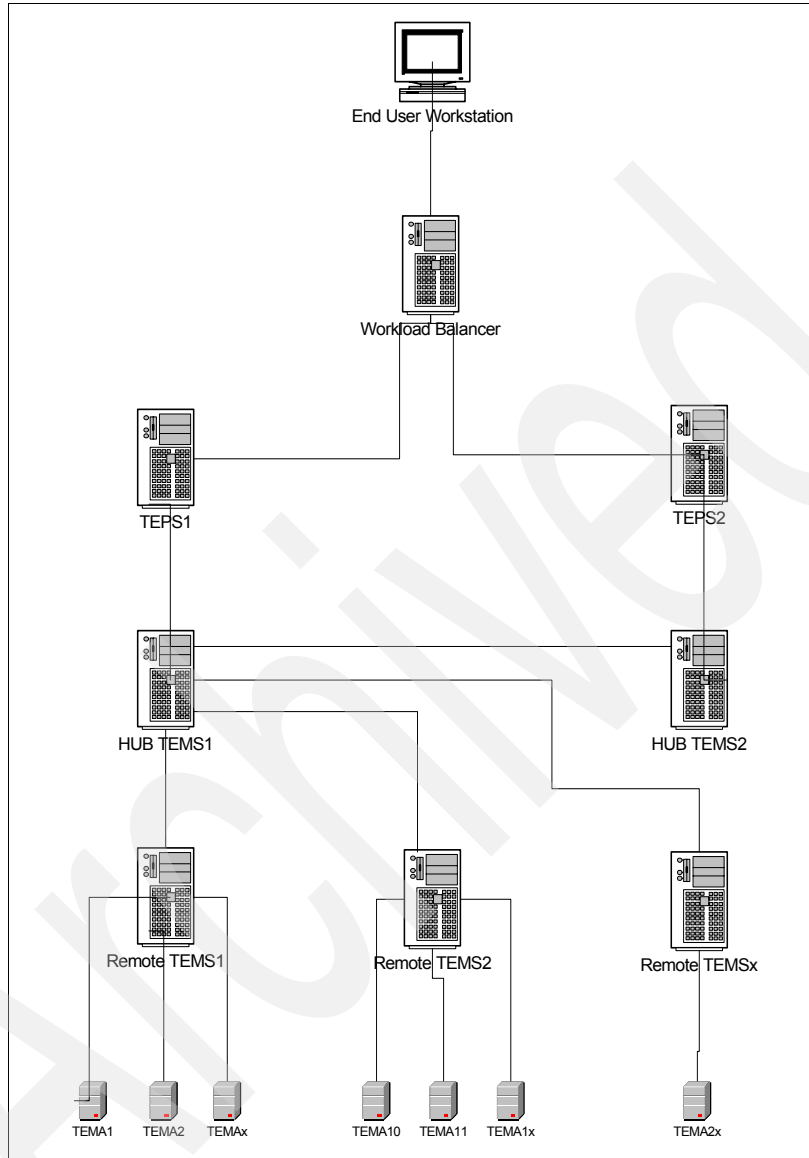 End User Workstation
Workload Balancer
TEPS1
TEPS2
HUB TEMS1
HUB TEMS2
Remote TEMS1
Remote TEMS2
Remote TEMSx
TEMA1
TEMA2
TEMAx
TEMA10
TEMA11
TEMA1x
TEMA2x
Archived